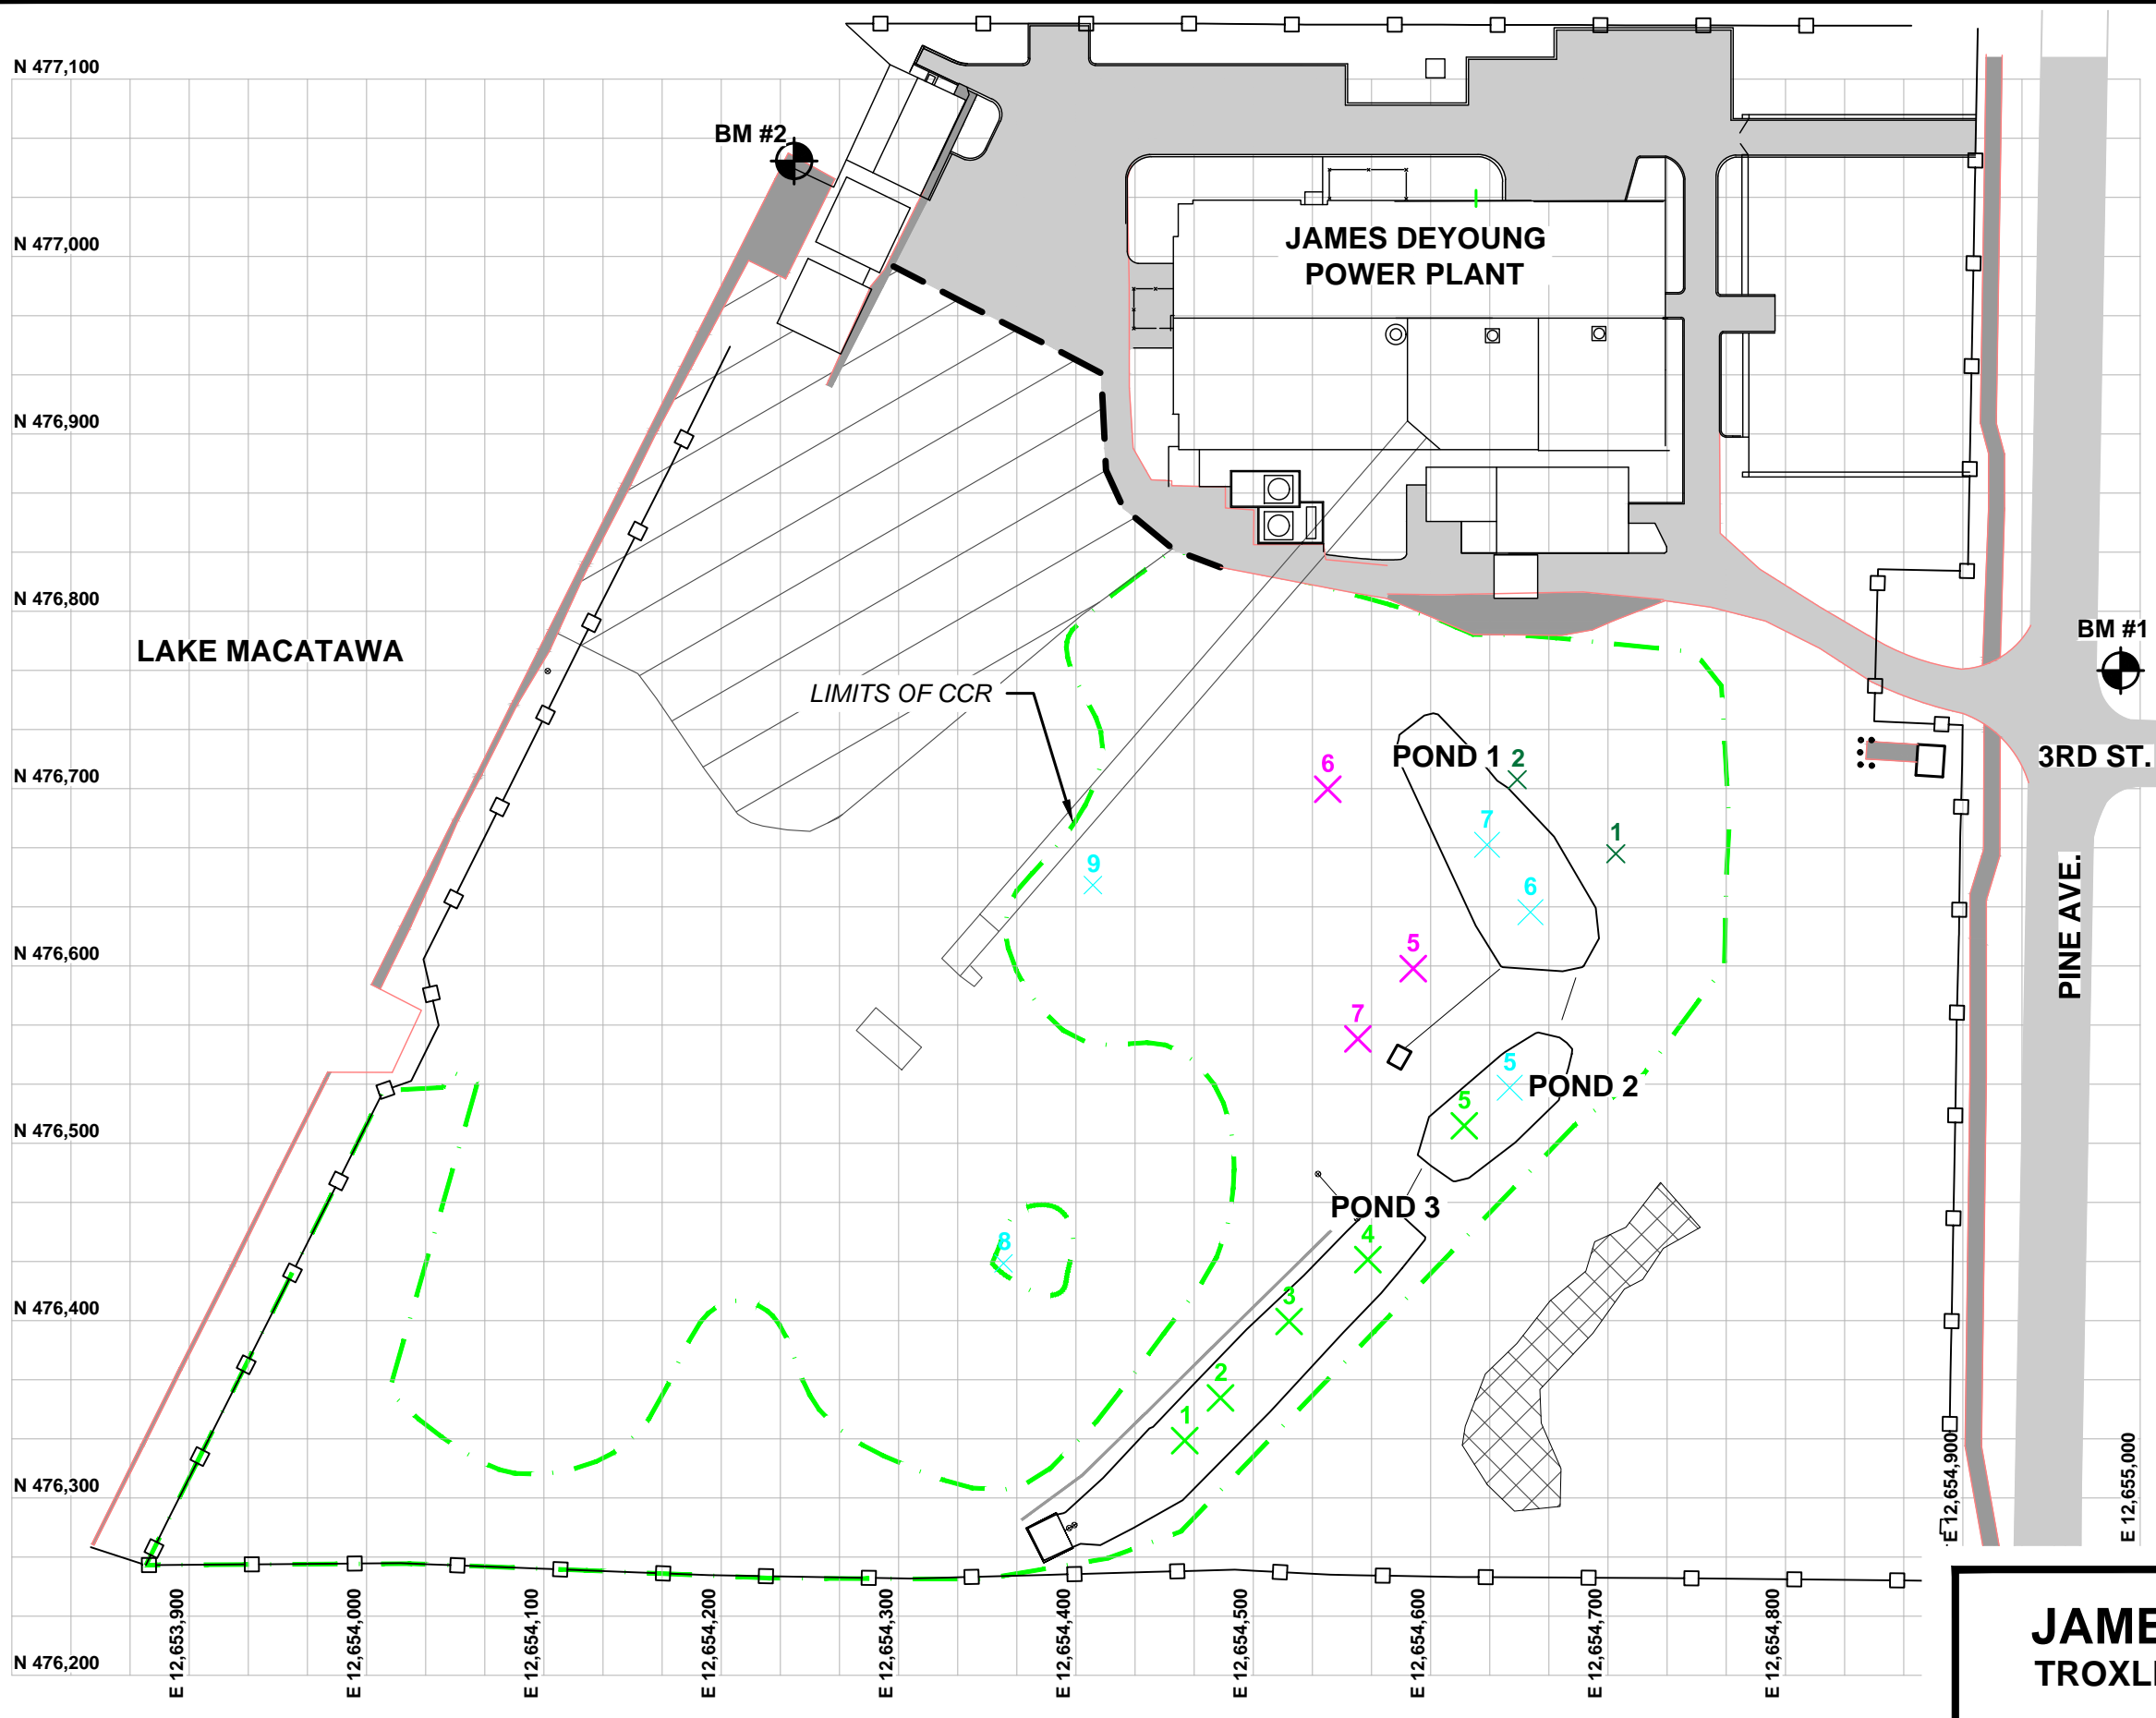 N 477,100
BM #2
JAMES DEYOUNG
POWER PLANT
N 477,000
N 476,900
N 476,800
LAKE MACATAWA
BM #1
LIMITS OF CCR
POND 1
2
6
3RD ST.
N 476,700
7
1
9
6
PINE AVE.
5
N 476,600
7
5
POND 2
5
N 476,500
POND 3
4
8
3
N 476,400
2
1
N 476,300
E 12,654,900
E 12,655,000
N 476,200
E 12,653,900
E 12,654,000
E 12,654,100
E 12,654,200
E 12,654,300
E 12,654,400
E 12,654,500
E 12,654,600
E 12,654,700
E 12,654,800
JAME